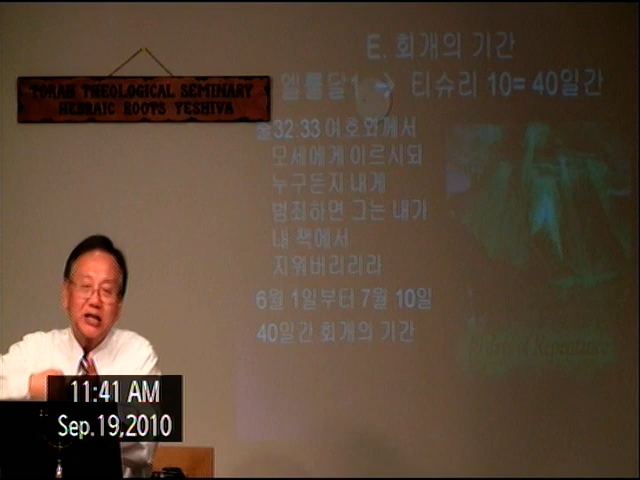 TORAH THEOLOGICAL SEMINARY
HEBRAIC ROOTS YESHIVA
E. 회개의 기간
엘룰달1 → 티슈리 10= 40일간
출32:33 여호와께서
모세에게 이르시되
누구든지 내게
범죄하면 그는 내가
내 책에서
지워버리리라
6월 1일부터 7월 10일
40일간 회개의 기간
of Repentance
11:41 AM
Sep.19,2010